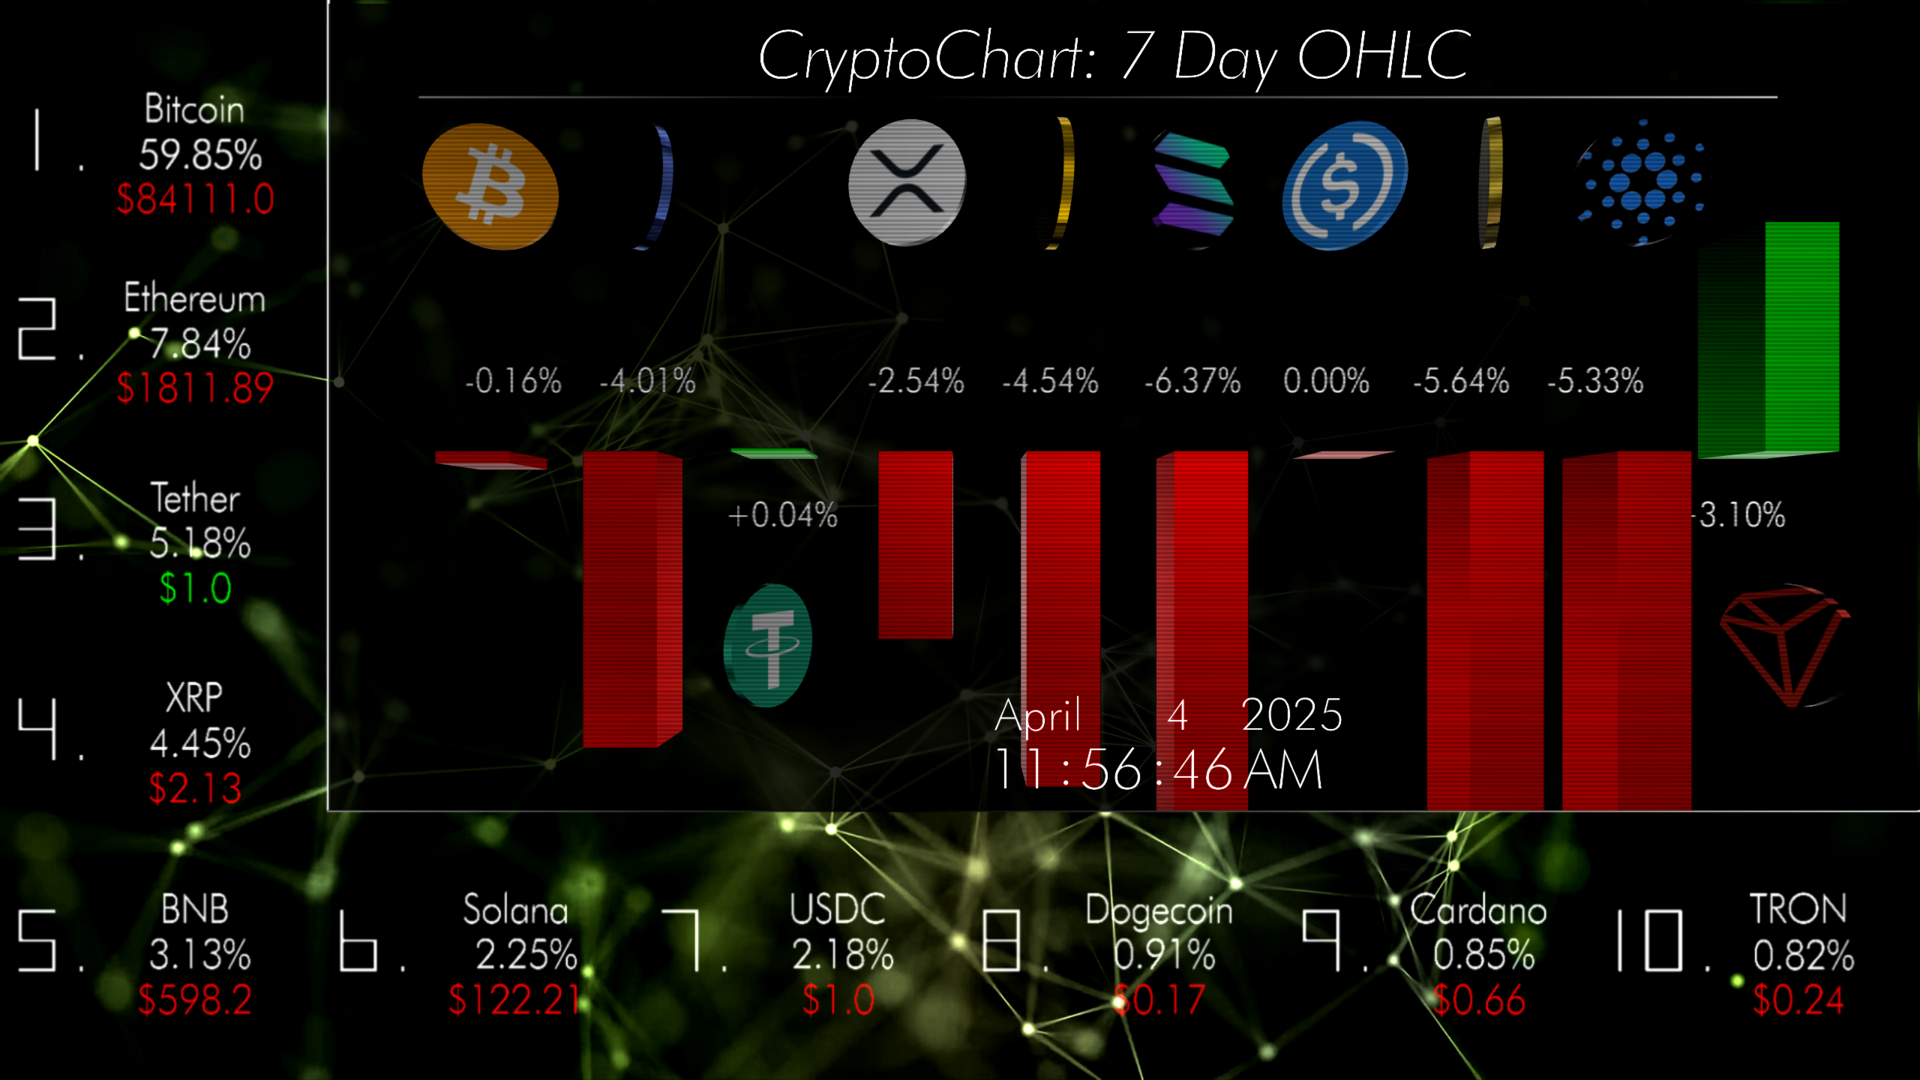 CryptoChart: 7 Day OHLC
1.
Bitcoin
59.85%
$84111.0
2.
Ethereum
7.84%
$1811.89
3.
Tether
5.18%
$1.0
4.
XRP
4.45%
$2.13
-0.16% -4.01% -2.54% -4.54% -6.37% 0.00% -5.64% -5.33%
+0.04% -3.10%
April 4 2025
11:56:46 AM
5.
BNB
3.13%
$598.2
6.
Solana
2.25%
$122.21
7.
USDC
2.18%
$1.0
8.
Dogecoin
0.91%
$0.17
9.
Cardano
0.85%
$0.66
10.
TRON
0.82%
$0.24